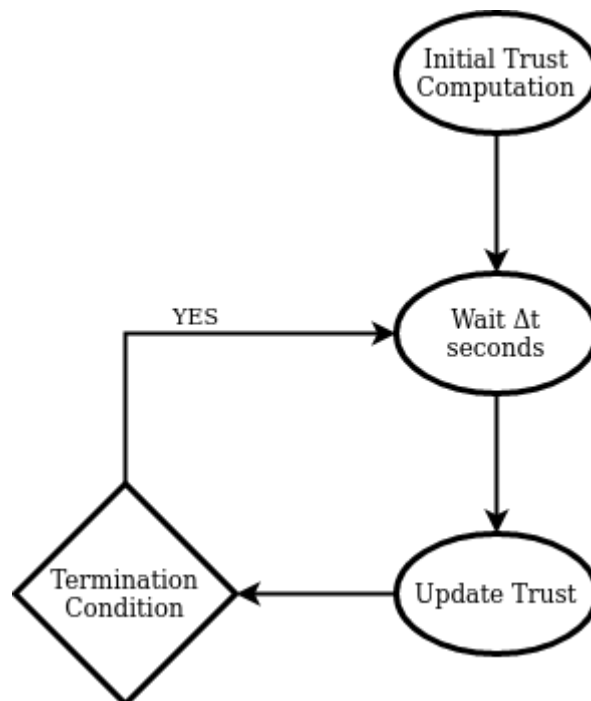 Initial Trust
Computation
YES
Wait Δt
seconds
Termination
Condition
Update Trust